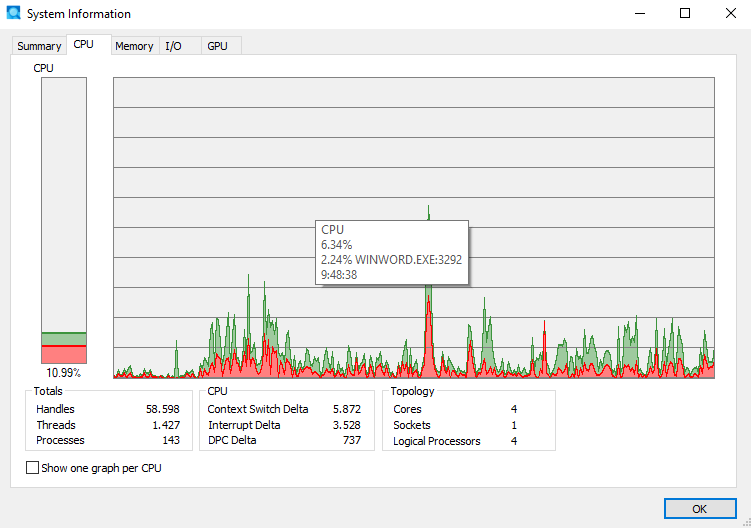 System Information
Summary CPU Memory I/O GPU
CPU
CPU
6.34%
2.24% WINWORD.EXE:3292
9:48:38
10.99%
Totals
Handles 58.598
Threads 1.427
Processes 143
CPU
Context Switch Delta 5.872
Interrupt Delta 3.528
DPC Delta 737
Topology
Cores 4
Sockets 1
Logical Processors 4
Show one graph per CPU
OK